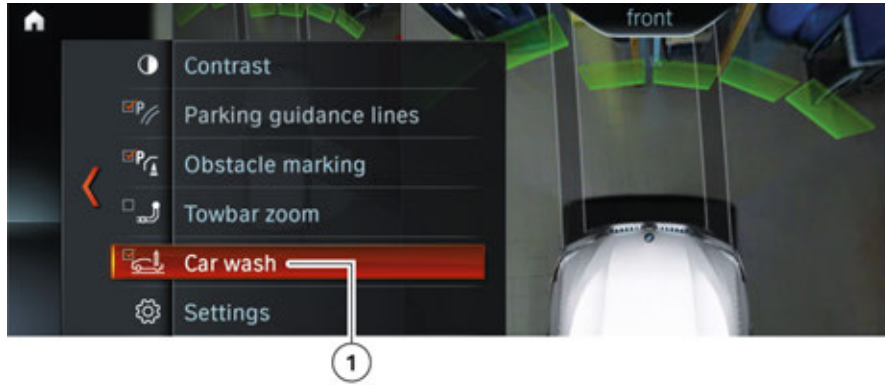 front
Contrast
P
Parking guidance lines
P
Obstacle marking
Towbar zoom
Car wash
Settings
1